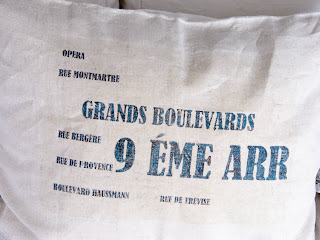 OPERA
RUE MONTMARTRE
GRANDS BOULEVARDS
RUE BERGÈRE
9 ÉME ARR
RUE DE PROVENCE
BOULEVARD HAUSSMANN
RUE DE TRÉVISE